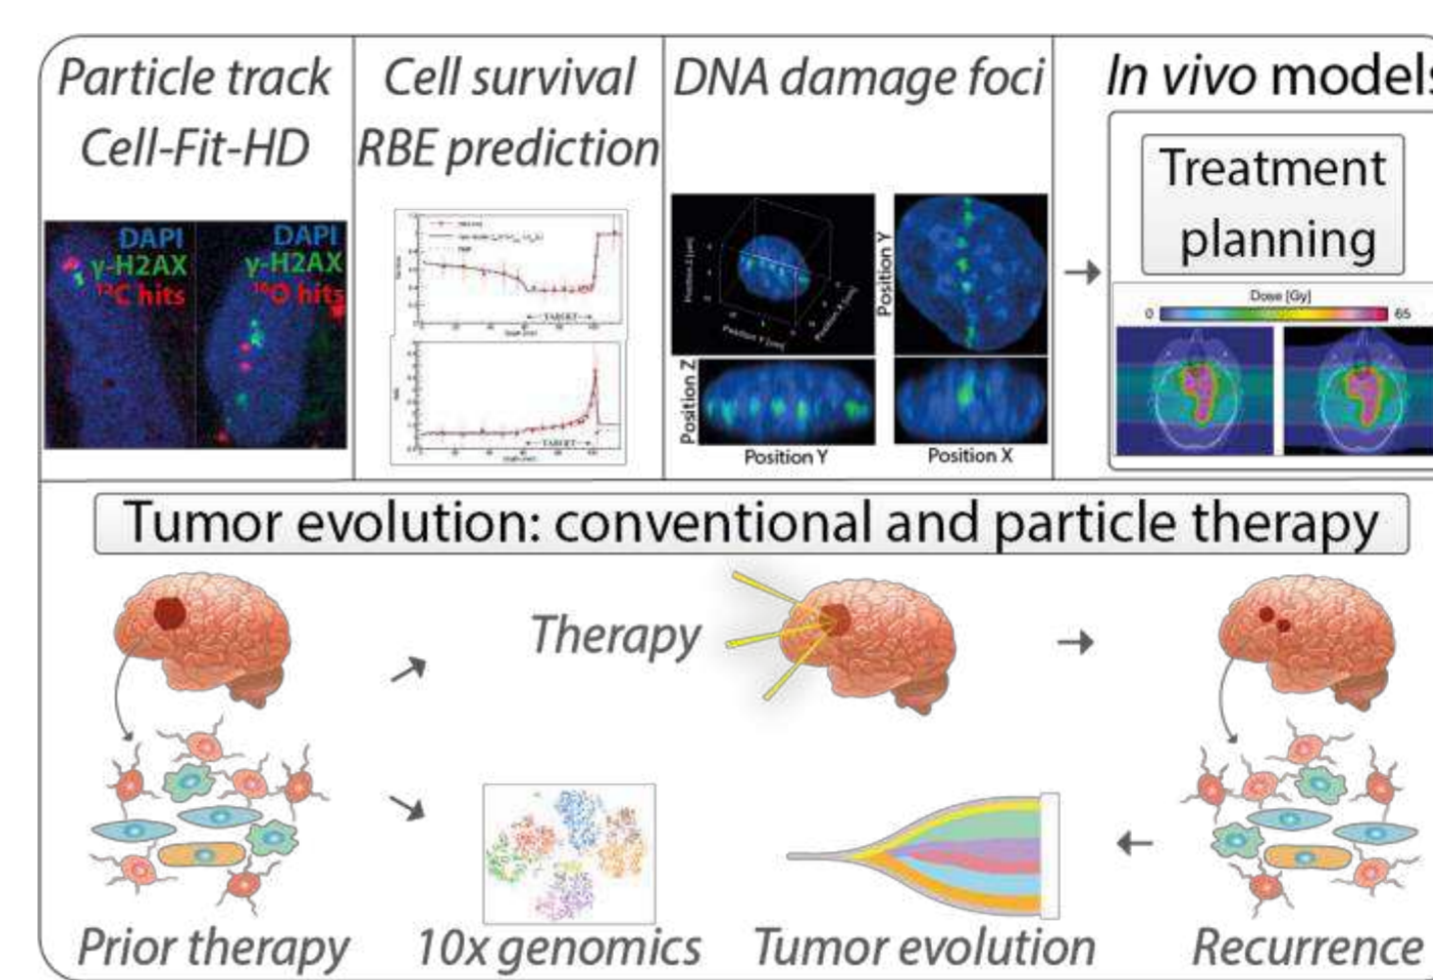 Particle track
Cell-Fit-HD
DAPI
γ-H2AX
¹²C hits
DAPI
γ-H2AX
¹⁶O hits
Cell survival
RBE prediction
TARGET
TARGET
DNA damage foci
Position Y
Position Z
Position Y
Position X
In vivo models
Treatment
planning
Dose [Gy]
0
65
Tumor evolution: conventional and particle therapy
Therapy
Prior therapy
10x genomics
Tumor evolution
Recurrence